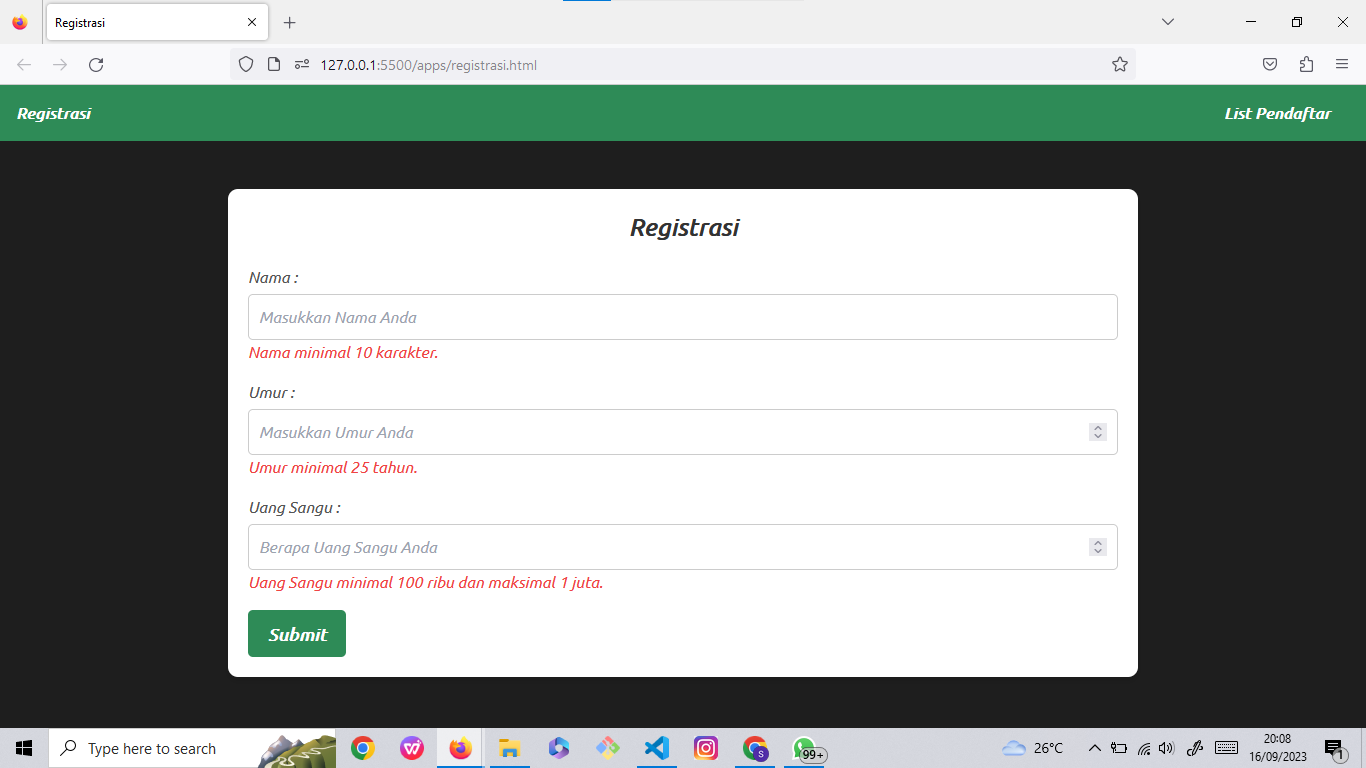 Registrasi
127.0.0.1:5500/apps/registrasi.html
Registrasi
List Pendaftar
Registrasi
Nama :
Masukkan Nama Anda
Nama minimal 10 karakter.
Umur :
Masukkan Umur Anda
Umur minimal 25 tahun.
Uang Sangu :
Berapa Uang Sangu Anda
Uang Sangu minimal 100 ribu dan maksimal 1 juta.
Submit
Type here to search
S
99+
26°C
20:08
16/09/2023
1